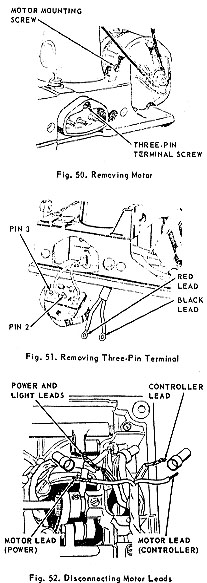 MOTOR MOUNTING
SCREW
THREE-PIN
TERMINAL SCREW
Fig. 50. Removing Motor
PIN 3
RED
LEAD
BLACK
LEAD
PIN 2
Fig. 51. Removing Three-Pin Terminal
POWER AND
LIGHT LEADS
CONTROLLER
LEAD
MOTOR LEAD
(POWER)
MOTOR LEAD
(CONTROLLER)
Fig. 52. Disconnecting Motor Leads